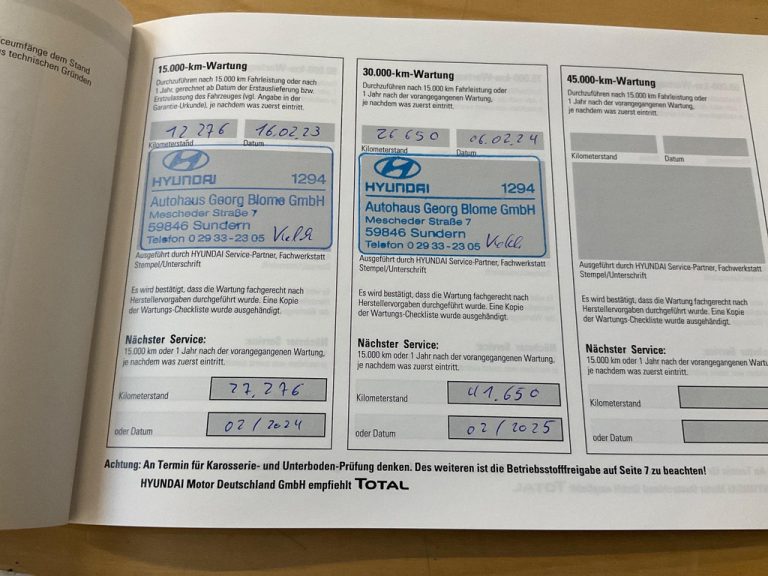 ceumfänge dem Stand
s technischen Gründen
15.000-km-Wartung
Durchzuführen nach 15.000 km Fahrleistung oder nach
1 Jahr, gerechnet ab Datum der Erstauslieferung bzw.
Erstzulassung des Fahrzeuges (vgl. Angabe in der
Garantie-Urkunde), je nachdem was zuerst eintritt.
12 276 16.02.23
Kilometerstand Datum
HYUNDAI 1294
Autohaus Georg Blome GmbH
Mescheder Straße 7
59846 Sundern
Telefon 0 29 33-23 05
Ausgeführt durch HYUNDAI Service-Partner, Fachwerkstatt
Stempel/Unterschrift
Es wird bestätigt, dass die Wartung fachgerecht nach
Herstellervorgaben durchgeführt wurde. Eine Kopie
der Wartungs-Checkliste wurde ausgehändigt.
Nächster Service:
15.000 km oder 1 Jahr nach der vorangegangenen Wartung,
je nachdem was zuerst eintritt.
Kilometerstand 27.276
oder Datum 02/2024
30.000-km-Wartung
Durchzuführen nach 15.000 km Fahrleistung oder
1 Jahr nach der vorangegangenen Wartung,
je nachdem was zuerst eintritt.
26 650 06.02.24
Kilometerstand Datum
HYUNDAI 1294
Autohaus Georg Blome GmbH
Mescheder Straße 7
59846 Sundern
Telefon 0 29 33-23 05
Ausgeführt durch HYUNDAI Service-Partner, Fachwerkstatt
Stempel/Unterschrift
Es wird bestätigt, dass die Wartung fachgerecht nach
Herstellervorgaben durchgeführt wurde. Eine Kopie
der Wartungs-Checkliste wurde ausgehändigt.
Nächster Service:
15.000 km oder 1 Jahr nach der vorangegangenen Wartung,
je nachdem was zuerst eintritt.
Kilometerstand 41.650
oder Datum 02/2025
45.000-km-Wartung
Durchzuführen nach 15.000 km Fahrleistung oder
1 Jahr nach der vorangegangenen Wartung,
je nachdem was zuerst eintritt.
Kilometerstand Datum
Ausgeführt durch HYUNDAI Service-Partner, Fachwerkstatt
Stempel/Unterschrift
Es wird bestätigt, dass die Wartung fachgerecht nach
Herstellervorgaben durchgeführt wurde. Eine Kopie
der Wartungs-Checkliste wurde ausgehändigt.
Nächster Service:
15.000 km oder 1 Jahr nach der vorangegangenen Wartung,
je nachdem was zuerst eintritt.
Kilometerstand
oder Datum
Achtung: An Termin für Karosserie- und Unterboden-Prüfung denken. Des weiteren ist die Betriebsstofffreigabe auf Seite 7 zu beachten!
HYUNDAI Motor Deutschland GmbH empfiehlt TOTAL